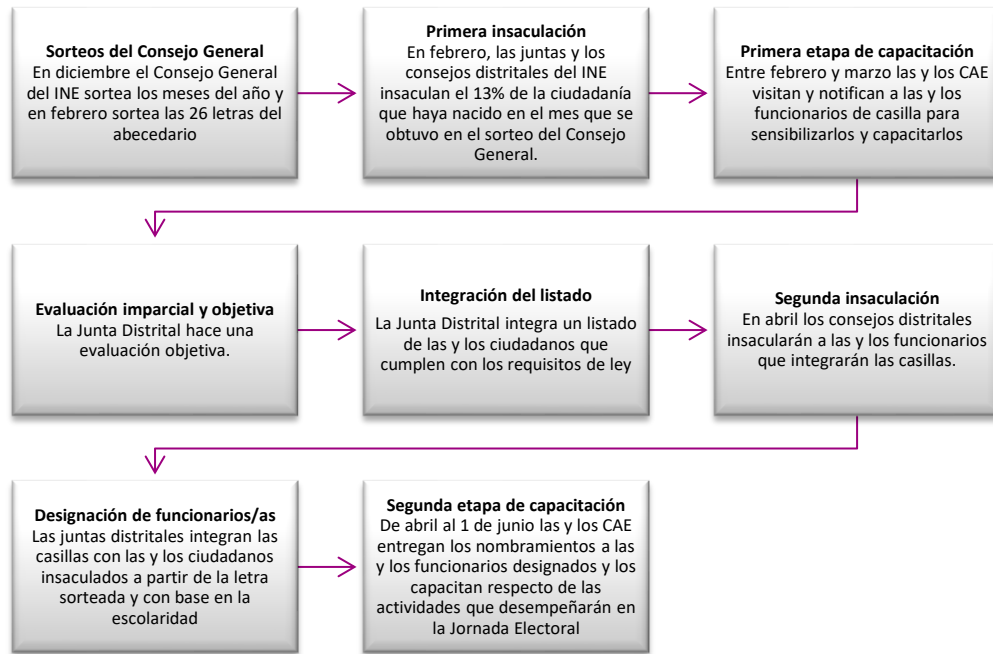 Sorteos del Consejo General
En diciembre el Consejo General
del INE sortea los meses del año y
en febrero sortea las 26 letras del
abecedario
Primera insaculación
En febrero, las juntas y los
consejos distritales del INE
insaculan el 13% de la ciudadanía
que haya nacido en el mes que se
obtuvo en el sorteo del Consejo
General.
Primera etapa de capacitación
Entre febrero y marzo las y los CAE
visitan y notifican a las y los
funcionarios de casilla para
sensibilizarlos y capacitarlos
Evaluación imparcial y objetiva
La Junta Distrital hace una
evaluación objetiva.
Integración del listado
La Junta Distrital integra un listado
de las y los ciudadanos que
cumplen con los requisitos de ley
Segunda insaculación
En abril los consejos distritales
insacularán a las y los funcionarios
que integrarán las casillas.
Designación de funcionarios/as
Las juntas distritales integran las
casillas con las y los ciudadanos
insaculados a partir de la letra
sorteada y con base en la
escolaridad
Segunda etapa de capacitación
De abril al 1 de junio las y los CAE
entregan los nombramientos a las
y los funcionarios designados y los
capacitan respecto de las
actividades que desempeñarán en
la Jornada Electoral